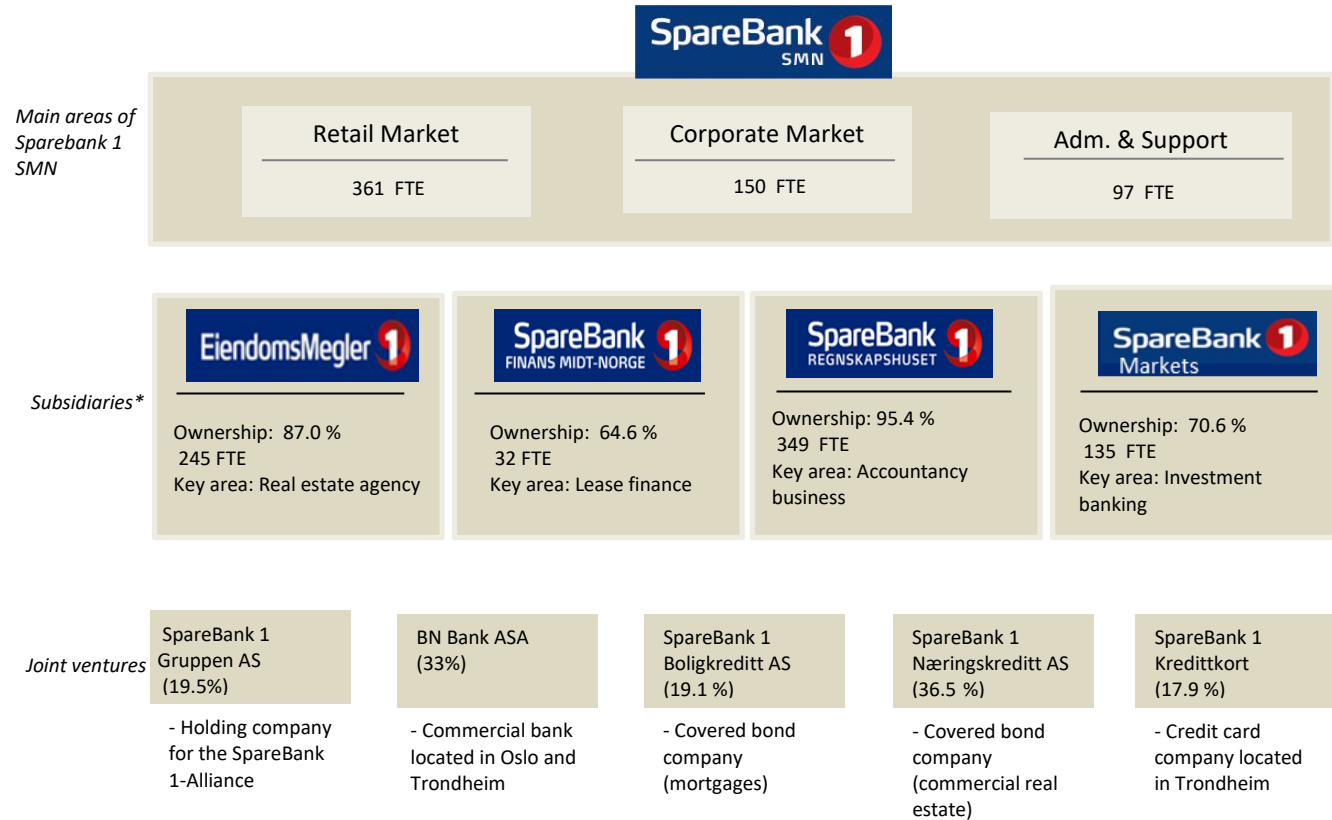 SpareBank 1
SMN
Main areas of
Sparebank 1
SMN
Retail Market
361 FTE
Corporate Market
150 FTE
Adm. & Support
97 FTE
Subsidiaries*
EiendomsMegler 1
Ownership: 87.0 %
245 FTE
Key area: Real estate agency
SpareBank 1
FINANS MIDT-NORGE
Ownership: 64.6 %
32 FTE
Key area: Lease finance
SpareBank 1
REGNSKAPSHUSET
Ownership: 95.4 %
349 FTE
Key area: Accountancy
business
SpareBank 1
Markets
Ownership: 70.6 %
135 FTE
Key area: Investment
banking
Joint ventures
SpareBank 1
Gruppen AS
(19.5%)
- Holding company
for the SpareBank
1-Alliance
BN Bank ASA
(33%)
- Commercial bank
located in Oslo and
Trondheim
SpareBank 1
Boligkreditt AS
(19.1 %)
- Covered bond
company
(mortgages)
SpareBank 1
Næringskreditt AS
(36.5 %)
- Covered bond
company
(commercial real
estate)
SpareBank 1
Kredittkort
(17.9 %)
- Credit card
company located
in Trondheim